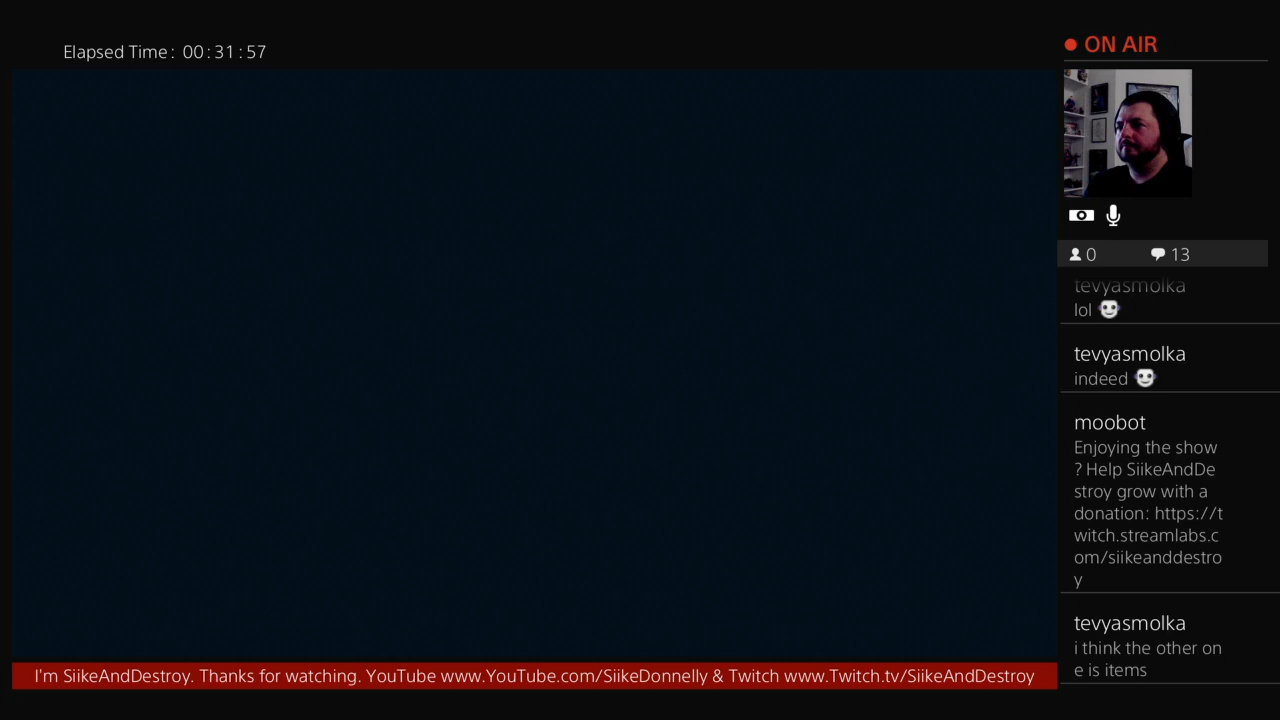 Elapsed Time: 00:31:57
ON AIR
0 13
tevyasmolka
lol
tevyasmolka
indeed
moobot
Enjoying the show
? Help SiikeAndDe
stroy grow with a
donation: https://t
witch.streamlabs.c
om/siikeanddestro
y
tevyasmolka
i think the other on
e is items
I'm SiikeAndDestroy. Thanks for watching. YouTube www.YouTube.com/SiikeDonnelly & Twitch www.Twitch.tv/SiikeAndDestroy